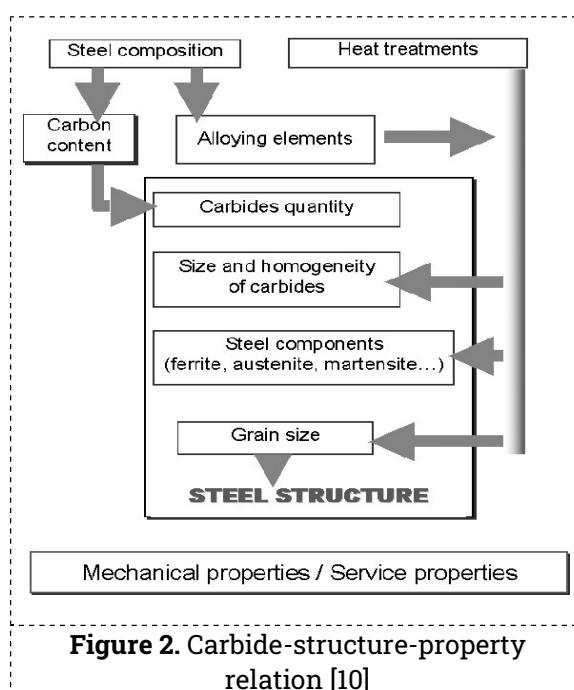 Steel composition
Heat treatments
Carbon
content
Alloying elements
Carbides quantity
Size and homogeneity
of carbides
Steel components
(ferrite, austenite, martensite...)
Grain size
STEEL STRUCTURE
Mechanical properties / Service properties
Figure 2. Carbide-structure-property
relation [10]